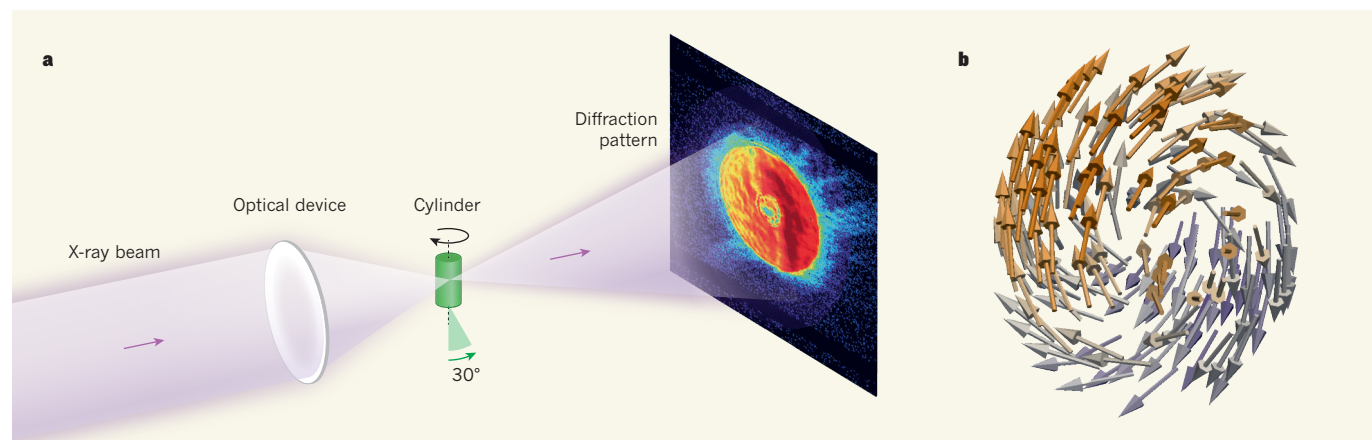 a
X-ray beam
Optical device
Cylinder
30°
Diffraction
pattern
b